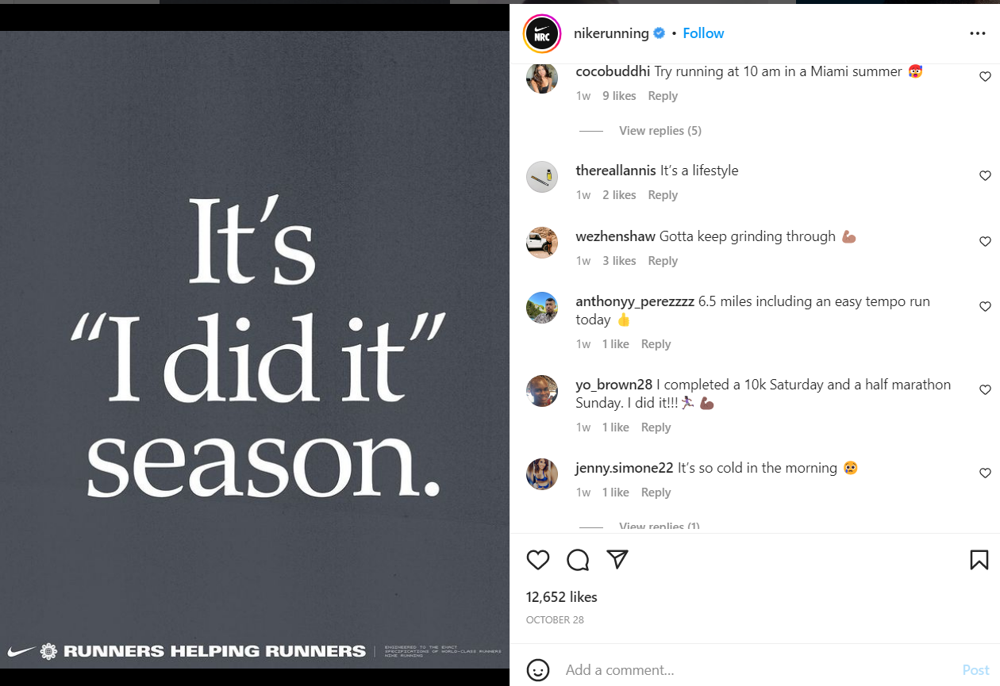 It's
“I did it”
season.
RUNNERS HELPING RUNNERS
ENGINEERED TO THE EXACT
SPECIFICATIONS OF WORLD-CLASS RUNNERS
NIKE RUNNING
NRC
nikerunning • Follow
cocobuddhi Try running at 10 am in a Miami summer 🥵
1w 9 likes Reply
View replies (5)
thereallannis It's a lifestyle
1w 2 likes Reply
wezhenshaw Gotta keep grinding through 💪🏽
1w 3 likes Reply
anthonyy_perezzzz 6.5 miles including an easy tempo run
today 👍
1w 1 like Reply
yo_brown28 I completed a 10k Saturday and a half marathon
Sunday. I did it!!!🏃🏽‍♀️ 💪🏾
1w 1 like Reply
jenny.simone22 It's so cold in the morning 😢
1w 1 like Reply
View replies (1)
12,652 likes
OCTOBER 28
Add a comment...
Post